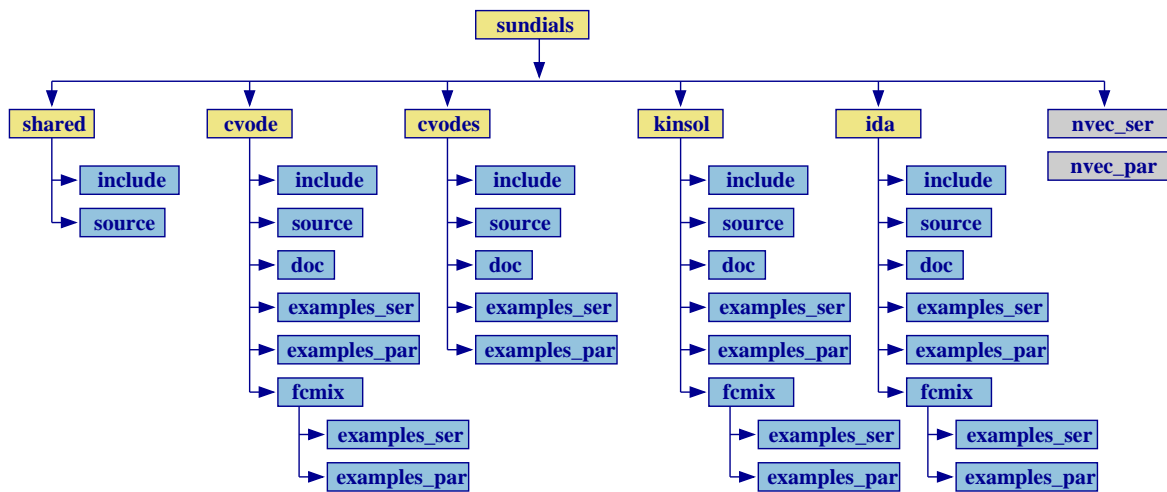 sundials
shared
cvode
cvodes
kinsol
ida
nvec_ser
nvec_par
include
source
include
source
doc
examples_ser
examples_par
fcmix
examples_ser
examples_par
include
source
doc
examples_ser
examples_par
include
source
doc
examples_ser
examples_par
fcmix
examples_ser
examples_par
include
source
doc
examples_ser
examples_par
fcmix
examples_ser
examples_par